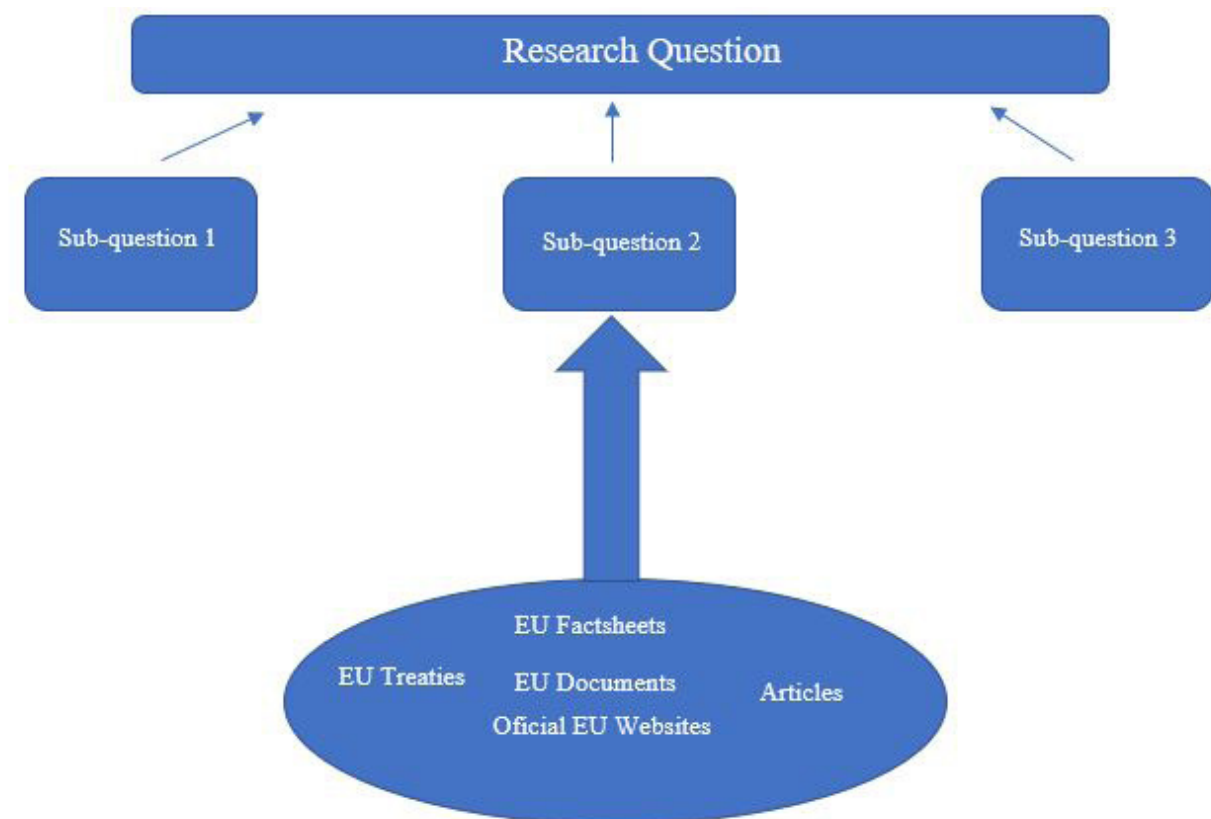 Research Question
Sub-question 1
Sub-question 2
Sub-question 3
EU Factsheets
EU Treaties
EU Documents
Articles
Oficial EU Websites